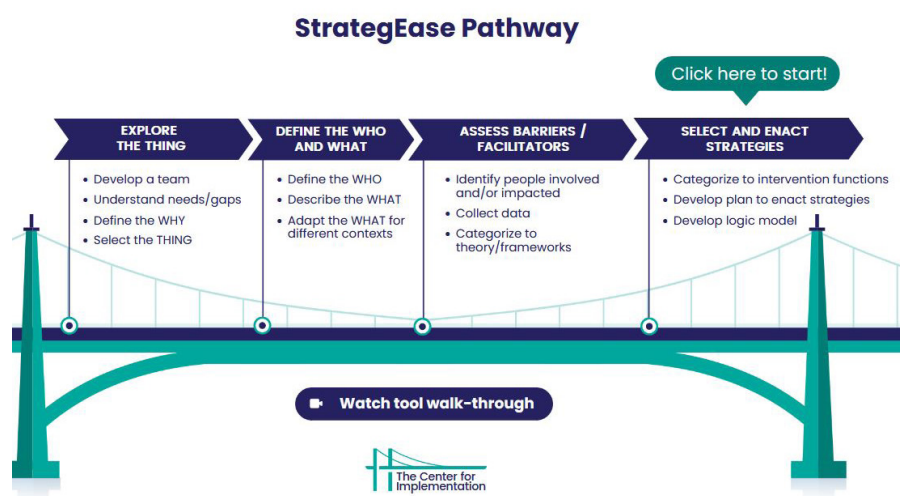 StrategEase Pathway
Click here to start!
EXPLORE
THE THING
• Develop a team
• Understand needs/gaps
• Define the WHY
• Select the THING
DEFINE THE WHO
AND WHAT
• Define the WHO
• Describe the WHAT
• Adapt the WHAT for
different contexts
ASSESS BARRIERS /
FACILITATORS
• Identify people involved
and/or impacted
• Collect data
• Categorize to
theory/frameworks
SELECT AND ENACT
STRATEGIES
• Categorize to intervention functions
• Develop plan to enact strategies
• Develop logic model
Watch tool walk-through
The Center for
Implementation